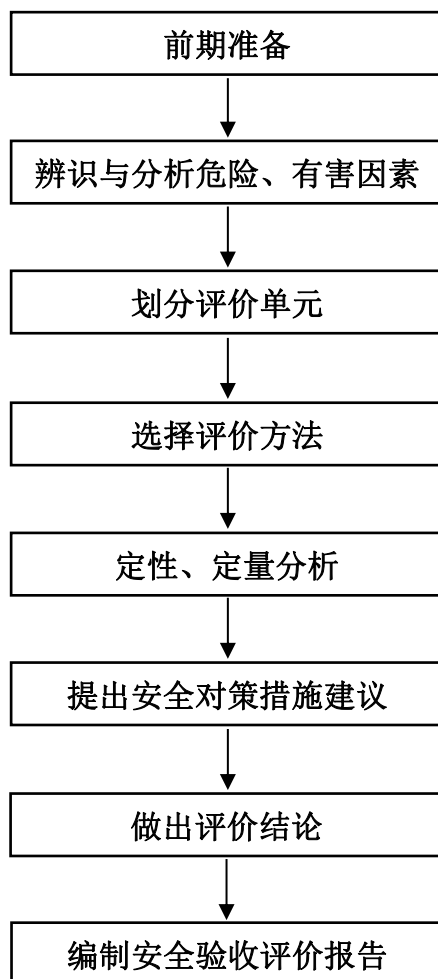 前期准备
辨识与分析危险、有害因素
划分评价单元
选择评价方法
定性、定量分析
提出安全对策措施建议
做出评价结论
编制安全验收评价报告